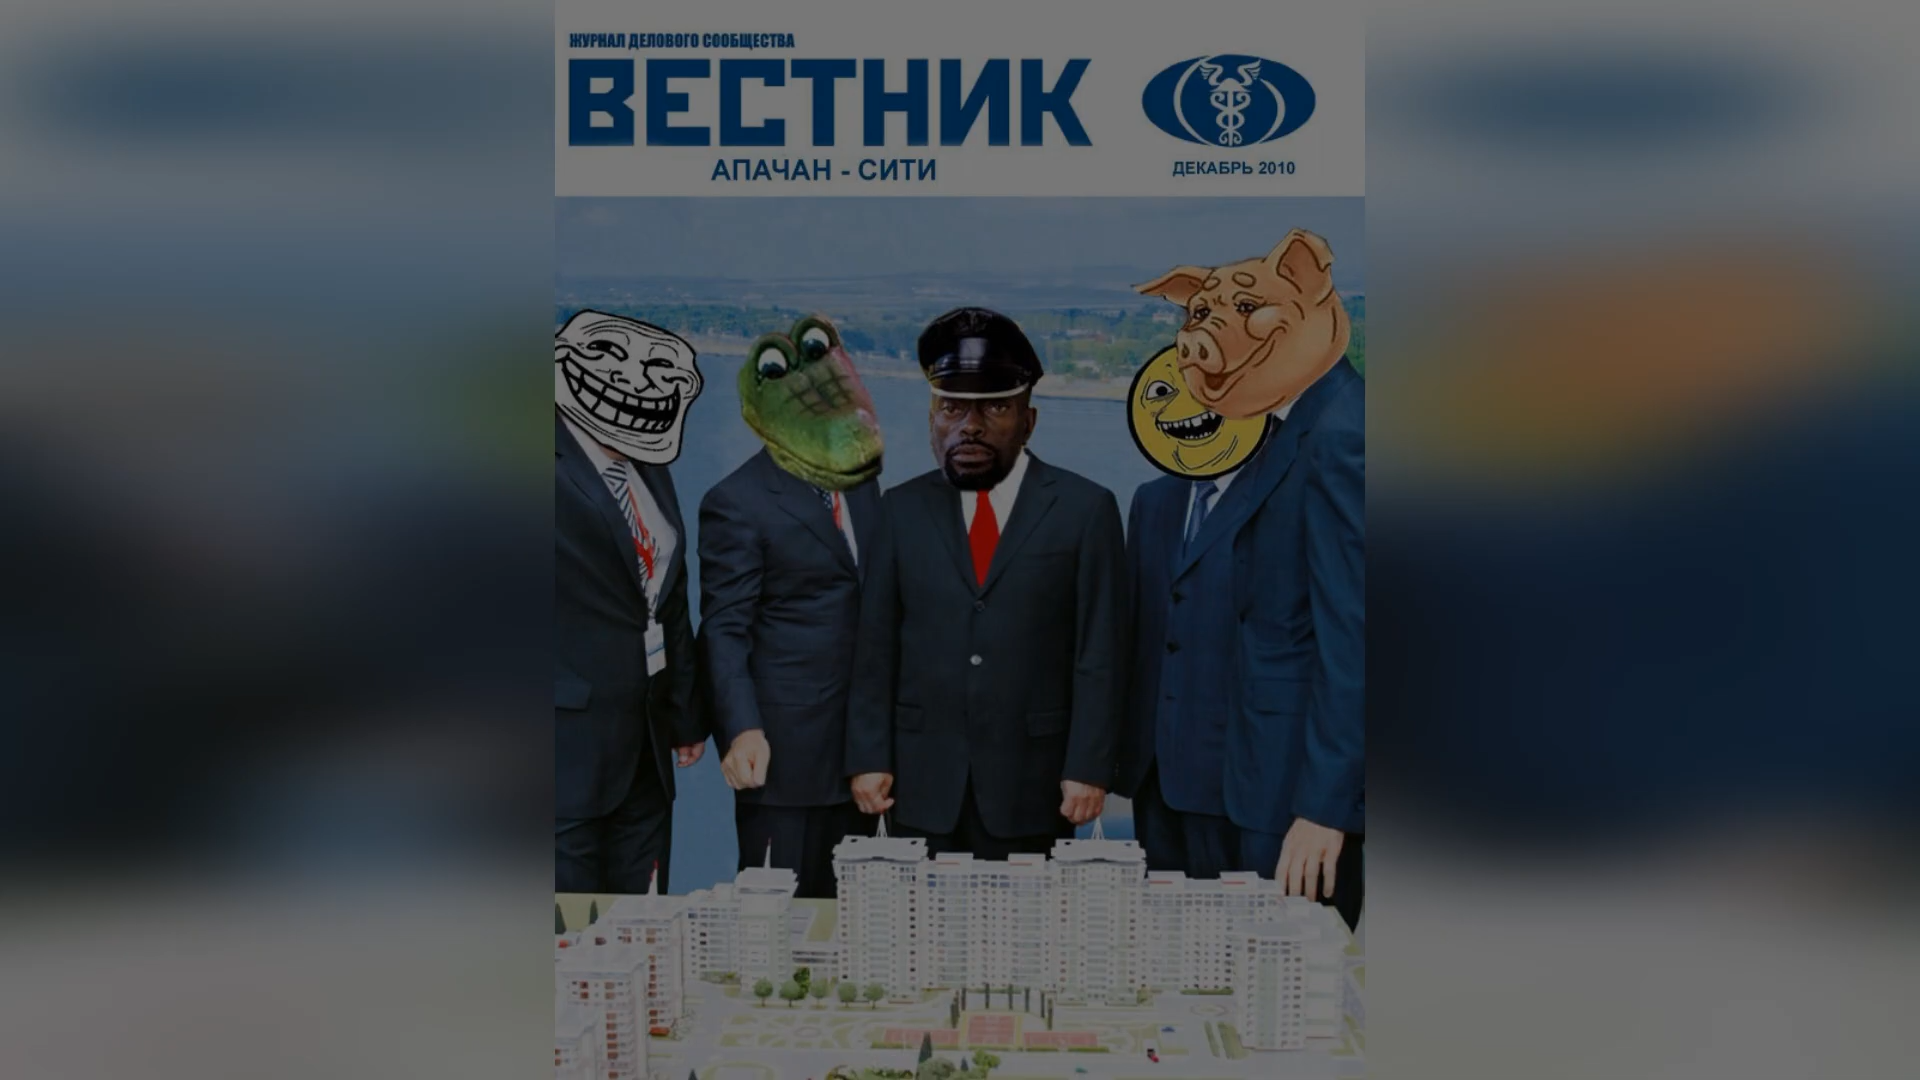 ЖУРНАЛ ДЕЛОВОГО СООБЩЕСТВА
ВЕСТНИК
АПАЧАН - СИТИ
ДЕКАБРЬ 2010